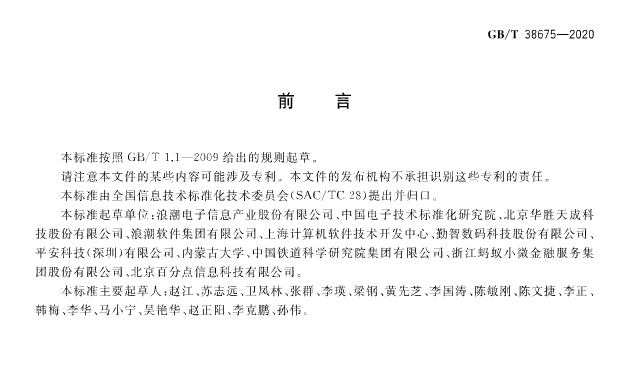 GB/T 38675—2020
前 言
本标准按照 GB/T 1.1—2009 给出的规则起草。
请注意本文件的某些内容可能涉及专利。本文件的发布机构不承担识别这些专利的责任。
本标准由全国信息技术标准化技术委员会(SAC/TC 28)提出并归口。
本标准起草单位:浪潮电子信息产业股份有限公司、中国电子技术标准化研究院、北京华胜天成科
技股份有限公司、浪潮软件集团有限公司、上海计算机软件技术开发中心、勤智数码科技股份有限公司、
平安科技(深圳)有限公司、内蒙古大学、中国铁道科学研究院集团有限公司、浙江蚂蚁小微金融服务集
团股份有限公司、北京百分点信息科技有限公司。
本标准主要起草人:赵江、苏志远、卫凤林、张群、李瑛、梁钢、黄先芝、李国涛、陈敏刚、陈文捷、李正、
韩梅、李华、马小宁、吴艳华、赵正阳、李克鹏、孙伟。